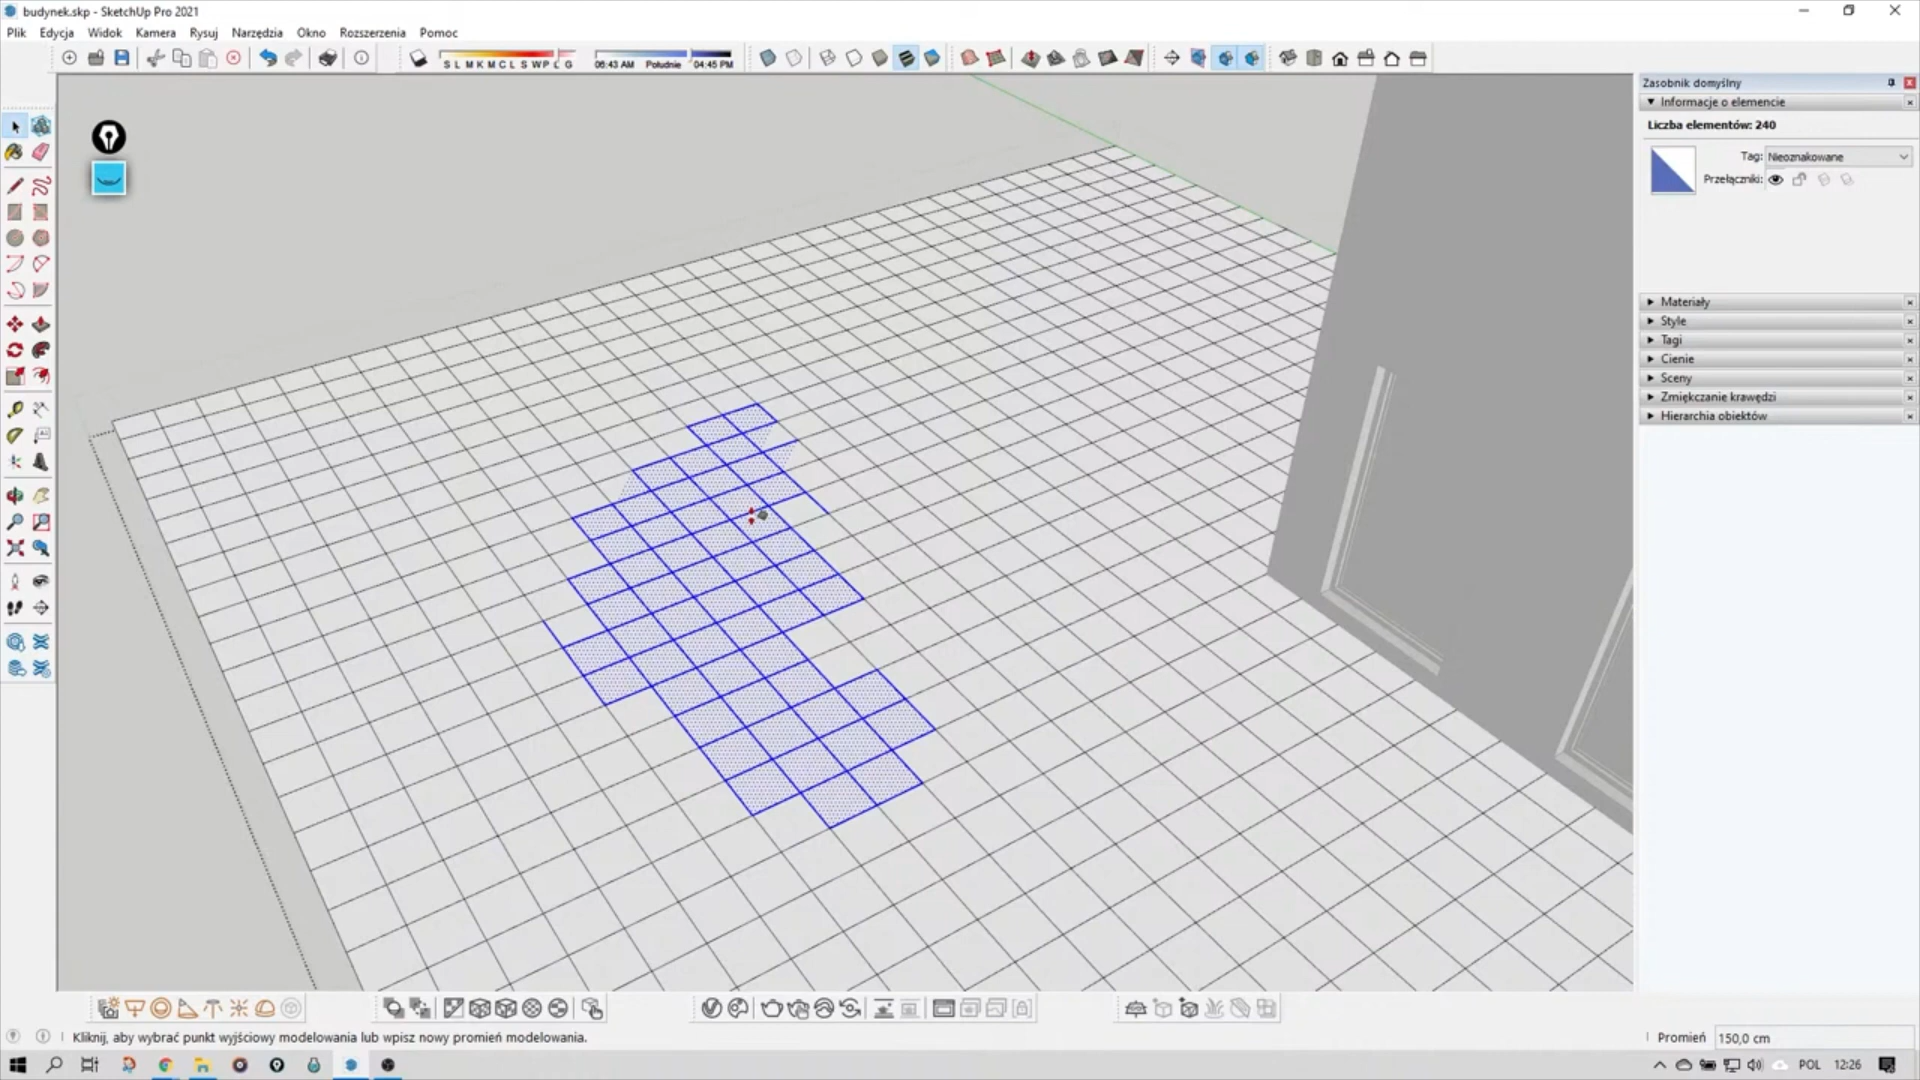 budynek.skp - SketchUp Pro 2021
Plik Edycja Widok Kamera Rysuj Narzędzia Okno Rozszerzenia Pomoc
S L M K M C L S W P L G 06:43 AM Południe 04:45 PM
Zasobnik domyślny
Informacje o elemencie
Liczba elementów: 240
Tag: Nieoznakowane
Przełączniki:
Materiały
Style
Tagi
Cienie
Sceny
Zmiękczanie krawędzi
Hierarchia obiektów
Kliknij, aby wybrać punkt wyjściowy modelowania lub wpisz nowy promień modelowania.
Promień 150,0 cm
POL 12:26